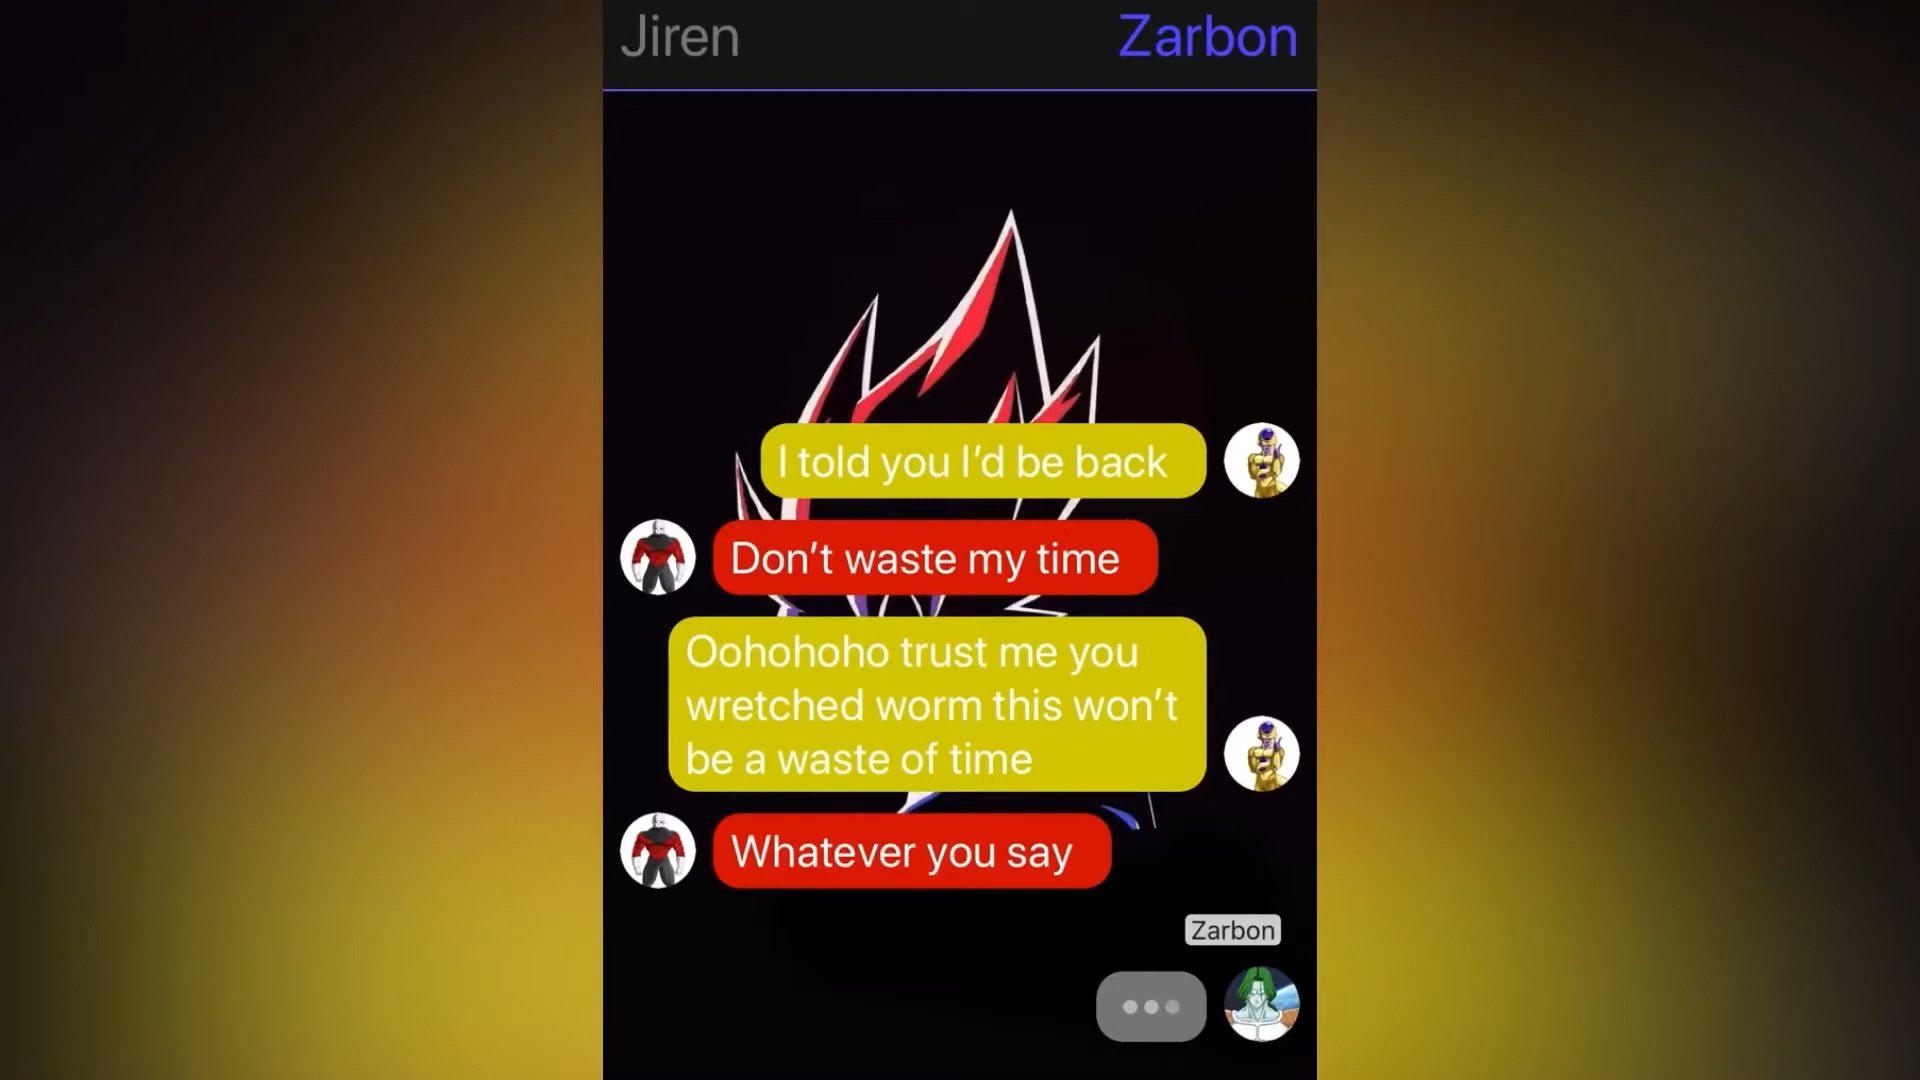 Jiren
Zarbon
I told you I’d be back
Don’t waste my time
Oohohoho trust me you
wretched worm this won’t
be a waste of time
Whatever you say
Zarbon